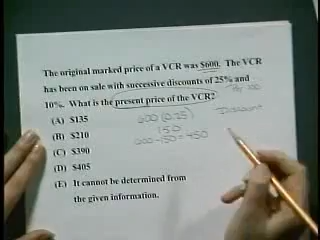 The original marked price of a VCR was $600. The VCR
has been on sale with successive discounts of 25% and
10%. What is the present price of the VCR?
(A) $135
600 (0.25)
Discount
(B) $210
150
600-150=450
(C) $390
(D) $405
(E) It cannot be determined from
the given information.